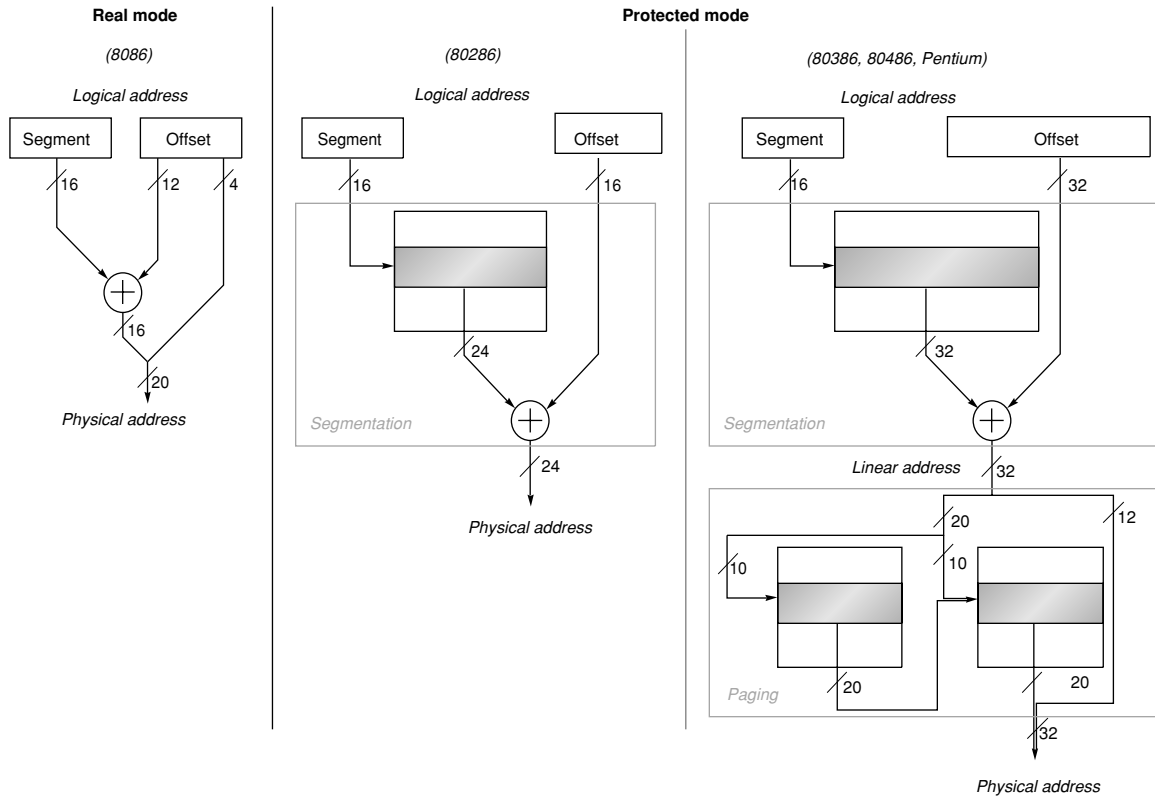 Real mode
Protected mode
(8086)
(80286)
(80386, 80486, Pentium)
Logical address
Logical address
Logical address
Segment
Offset
Segment
Offset
Segment
Offset
16
12
4
16
16
16
32
16
20
Physical address
24
Segmentation
24
Physical address
32
Segmentation
Linear address
32
20
12
10
10
20
20
Paging
32
Physical address